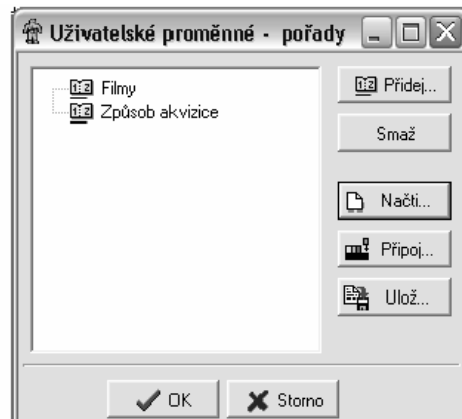 Uživatelské proměnné - pořady
Filmy
Způsob akvizice
Přidej...
Smaž
Načti...
Připoj...
Ulož...
OK
Storno